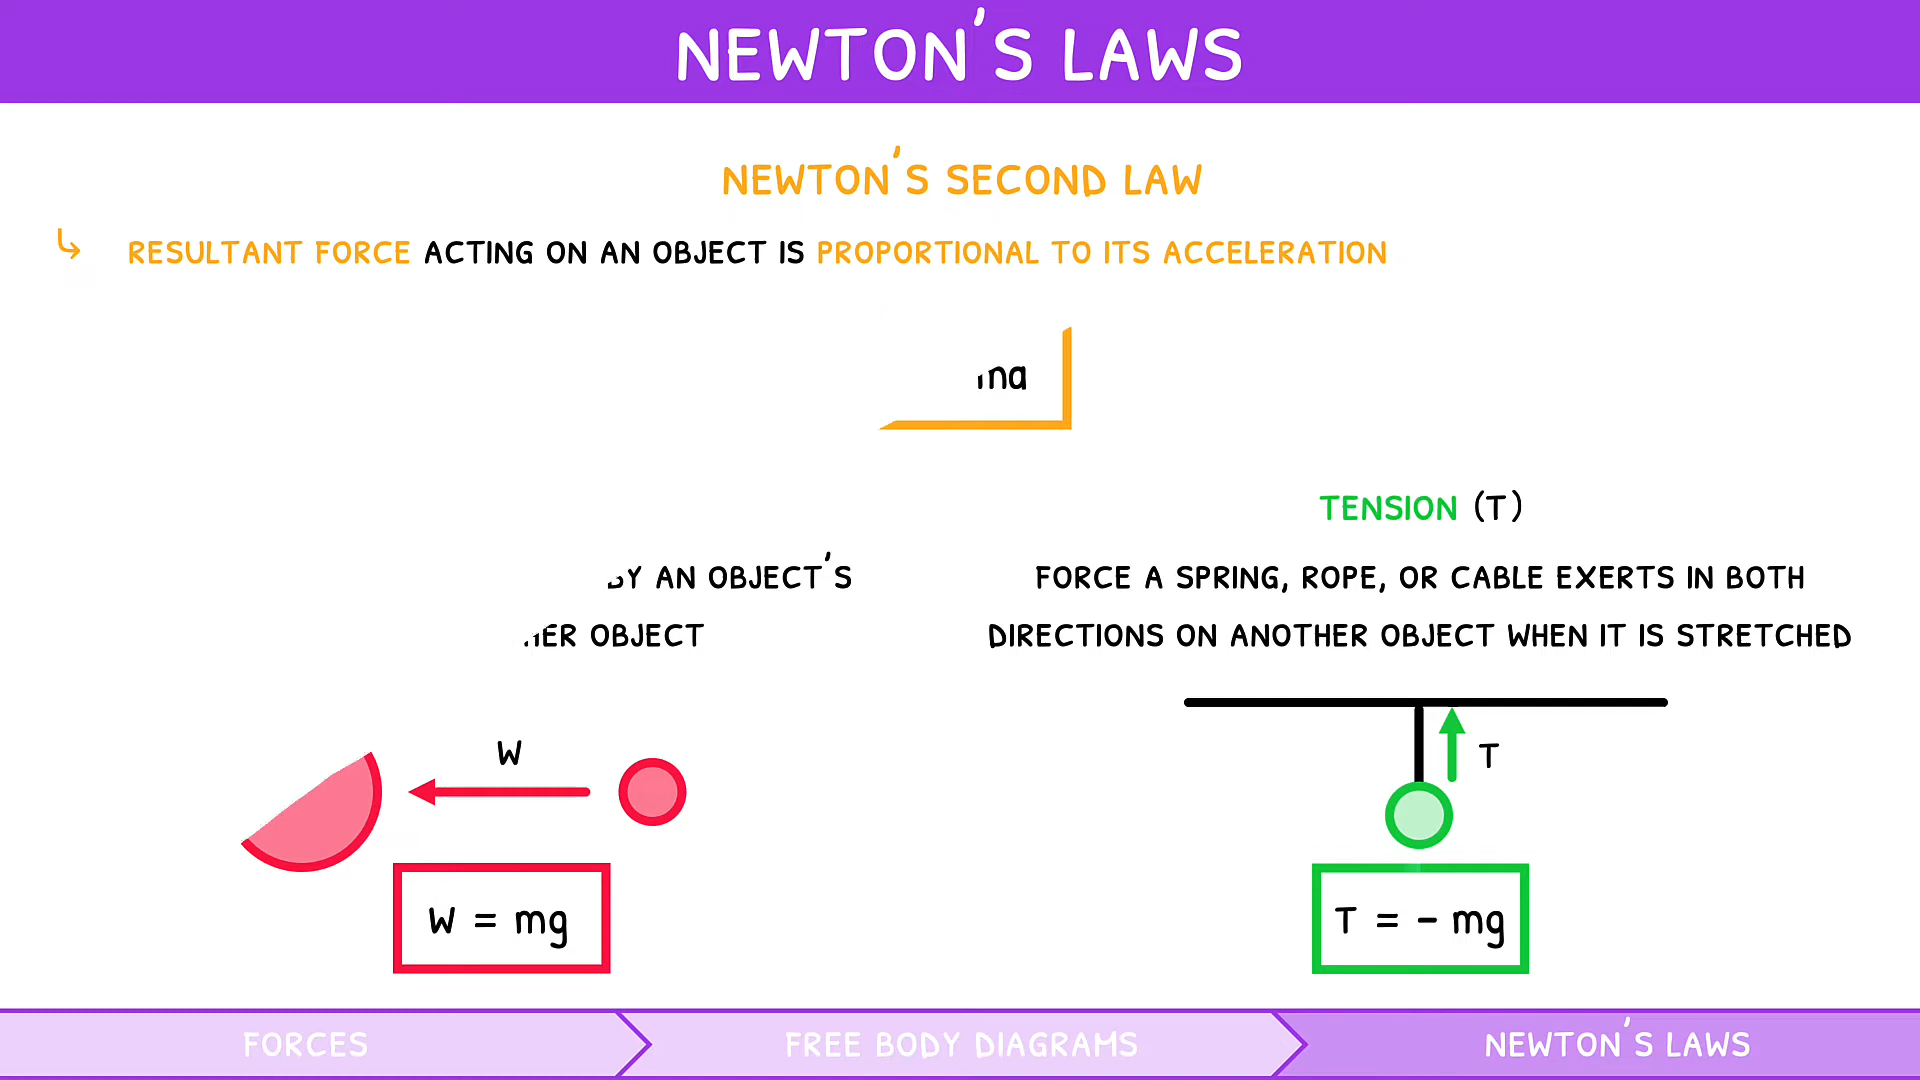 NEWTON'S LAWS
NEWTON'S SECOND LAW
RESULTANT FORCE ACTING ON AN OBJECT IS PROPORTIONAL TO ITS ACCELERATION
ma
TENSION (T)
BY AN OBJECT'S
OBJECT
FORCE A SPRING, ROPE, OR CABLE EXERTS IN BOTH
DIRECTIONS ON ANOTHER OBJECT WHEN IT IS STRETCHED
W
T
W = mg
T = - mg
FORCES
FREE BODY DIAGRAMS
NEWTON'S LAWS